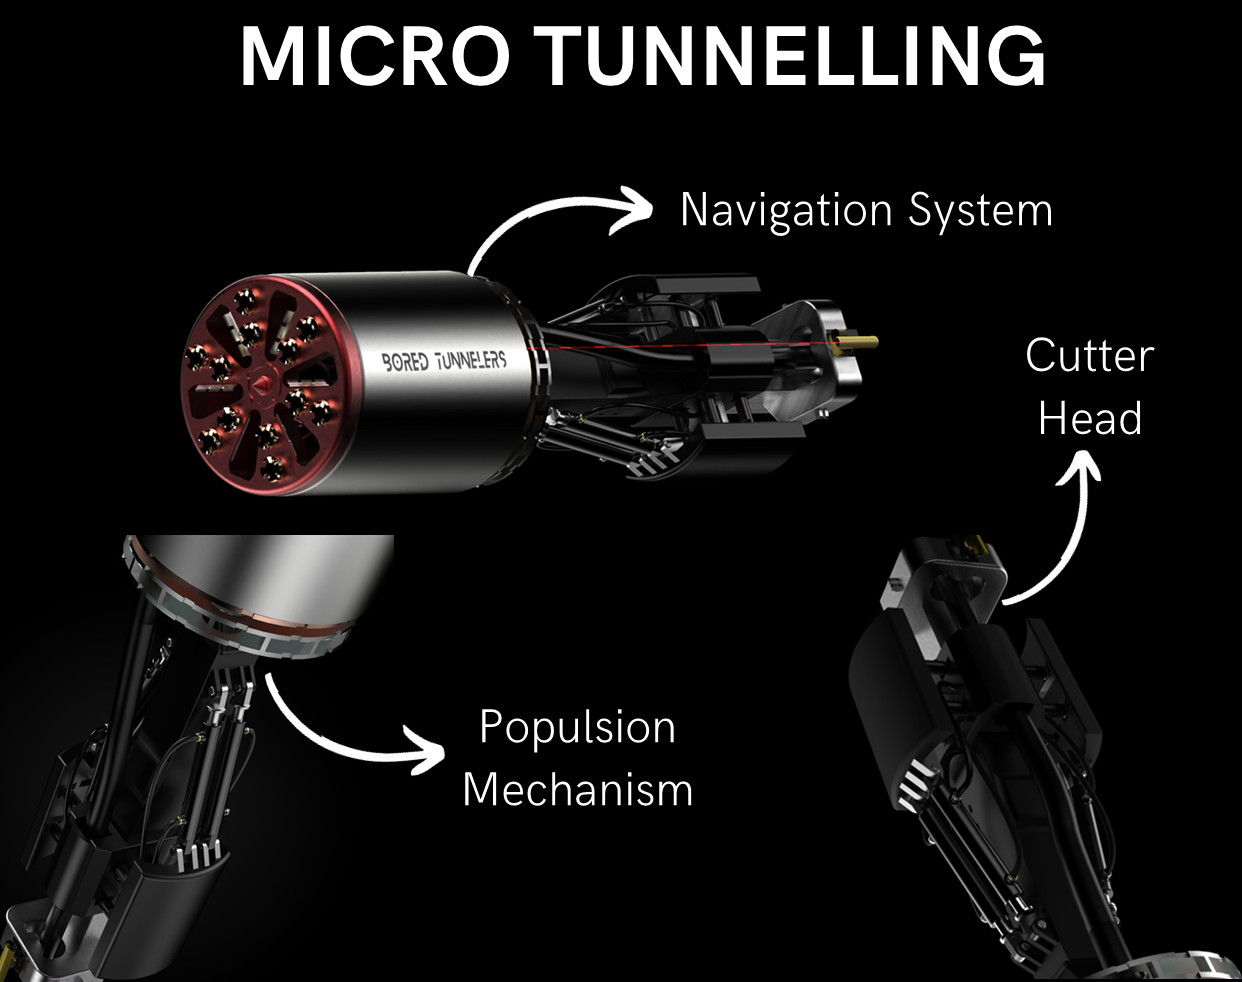 MICRO TUNNELLING
Navigation System
BORED TUNNELERS
Cutter
Head
Populsion
Mechanism